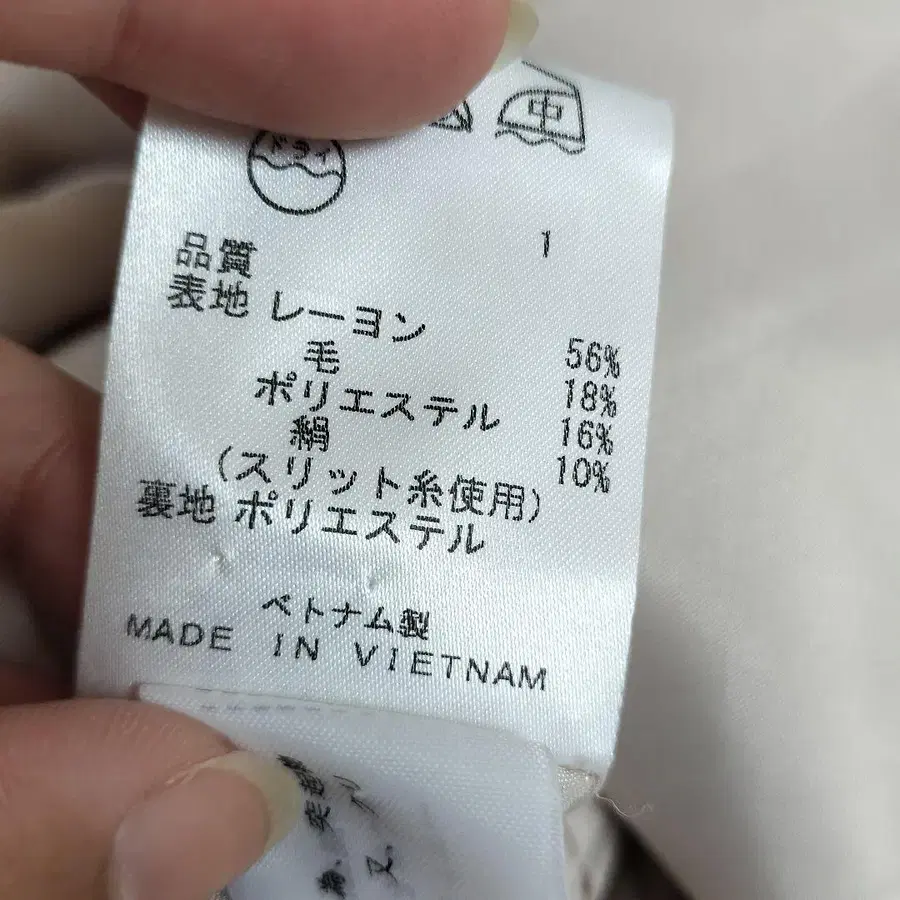 ドライ 中
1
品質
表地 レーヨン 56%
毛 18%
ポリエステル 16%
絹 10%
(スリット糸使用)
裏地 ポリエステル
ベトナム製
MADE IN VIETNAM